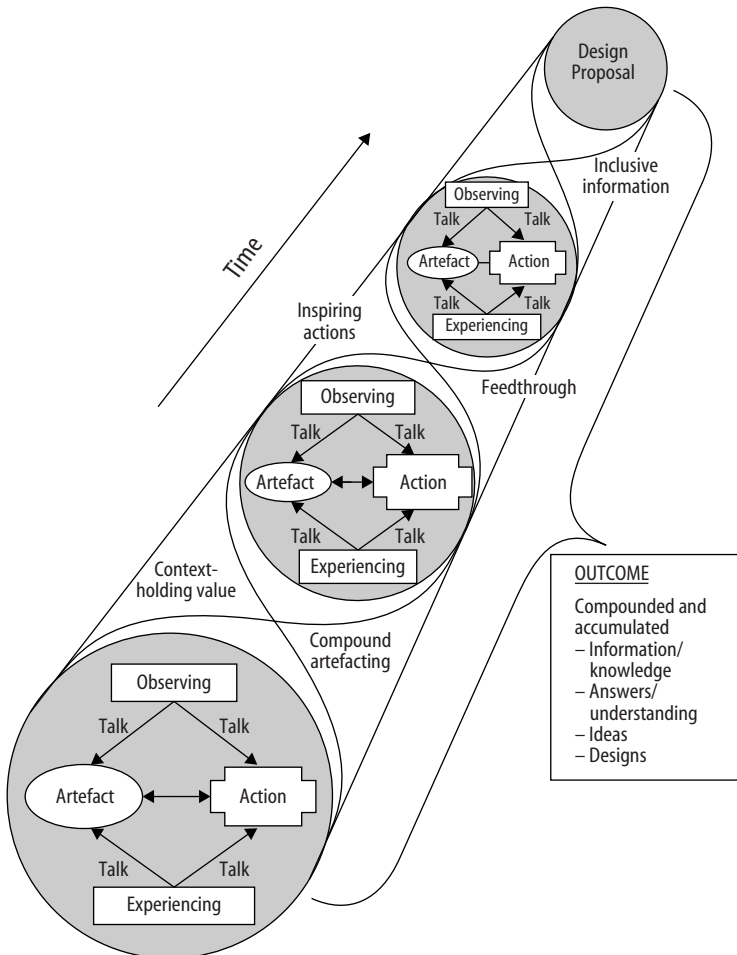 Design
Proposal
Inclusive
information
Observing
Talk
Talk
Artefact
Action
Talk
Talk
Experiencing
Time
Inspiring
actions
Feedthrough
Observing
Talk
Talk
Artefact
Action
Talk
Talk
Experiencing
Context-
holding value
Compound
artefacting
OUTCOME
Compounded and
accumulated
– Information/
knowledge
– Answers/
understanding
– Ideas
– Designs
Observing
Talk
Talk
Artefact
Action
Talk
Talk
Experiencing